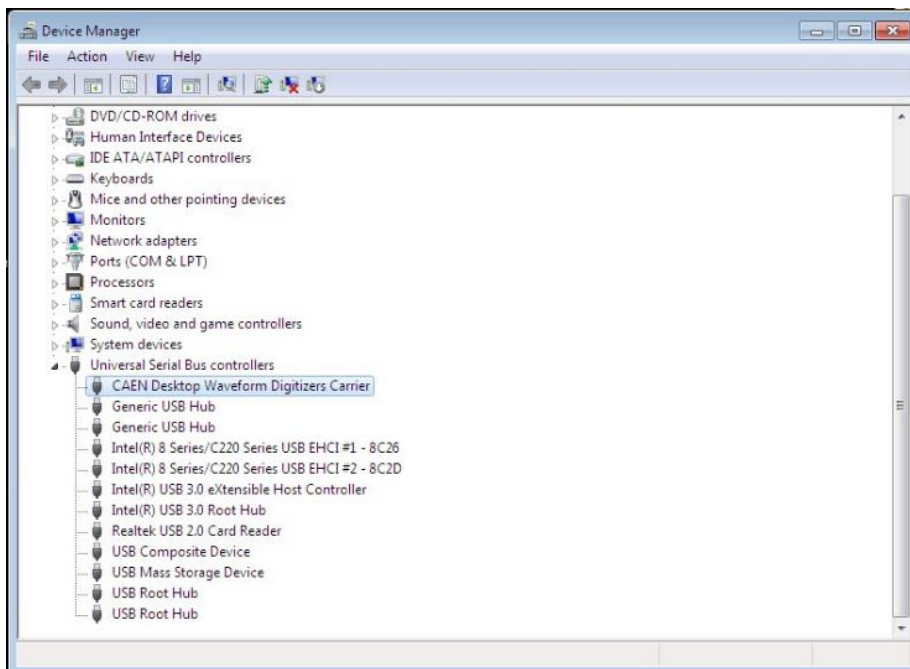 Device Manager
File Action View Help
DVD/CD-ROM drives
Human Interface Devices
IDE ATA/ATAPI controllers
Keyboards
Mice and other pointing devices
Monitors
Network adapters
Ports (COM & LPT)
Processors
Smart card readers
Sound, video and game controllers
System devices
Universal Serial Bus controllers
CAEN Desktop Waveform Digitizers Carrier
Generic USB Hub
Generic USB Hub
Intel(R) 8 Series/C220 Series USB EHCI #1 - 8C26
Intel(R) 8 Series/C220 Series USB EHCI #2 - 8C2D
Intel(R) USB 3.0 eXtensible Host Controller
Intel(R) USB 3.0 Root Hub
Realtek USB 2.0 Card Reader
USB Composite Device
USB Mass Storage Device
USB Root Hub
USB Root Hub